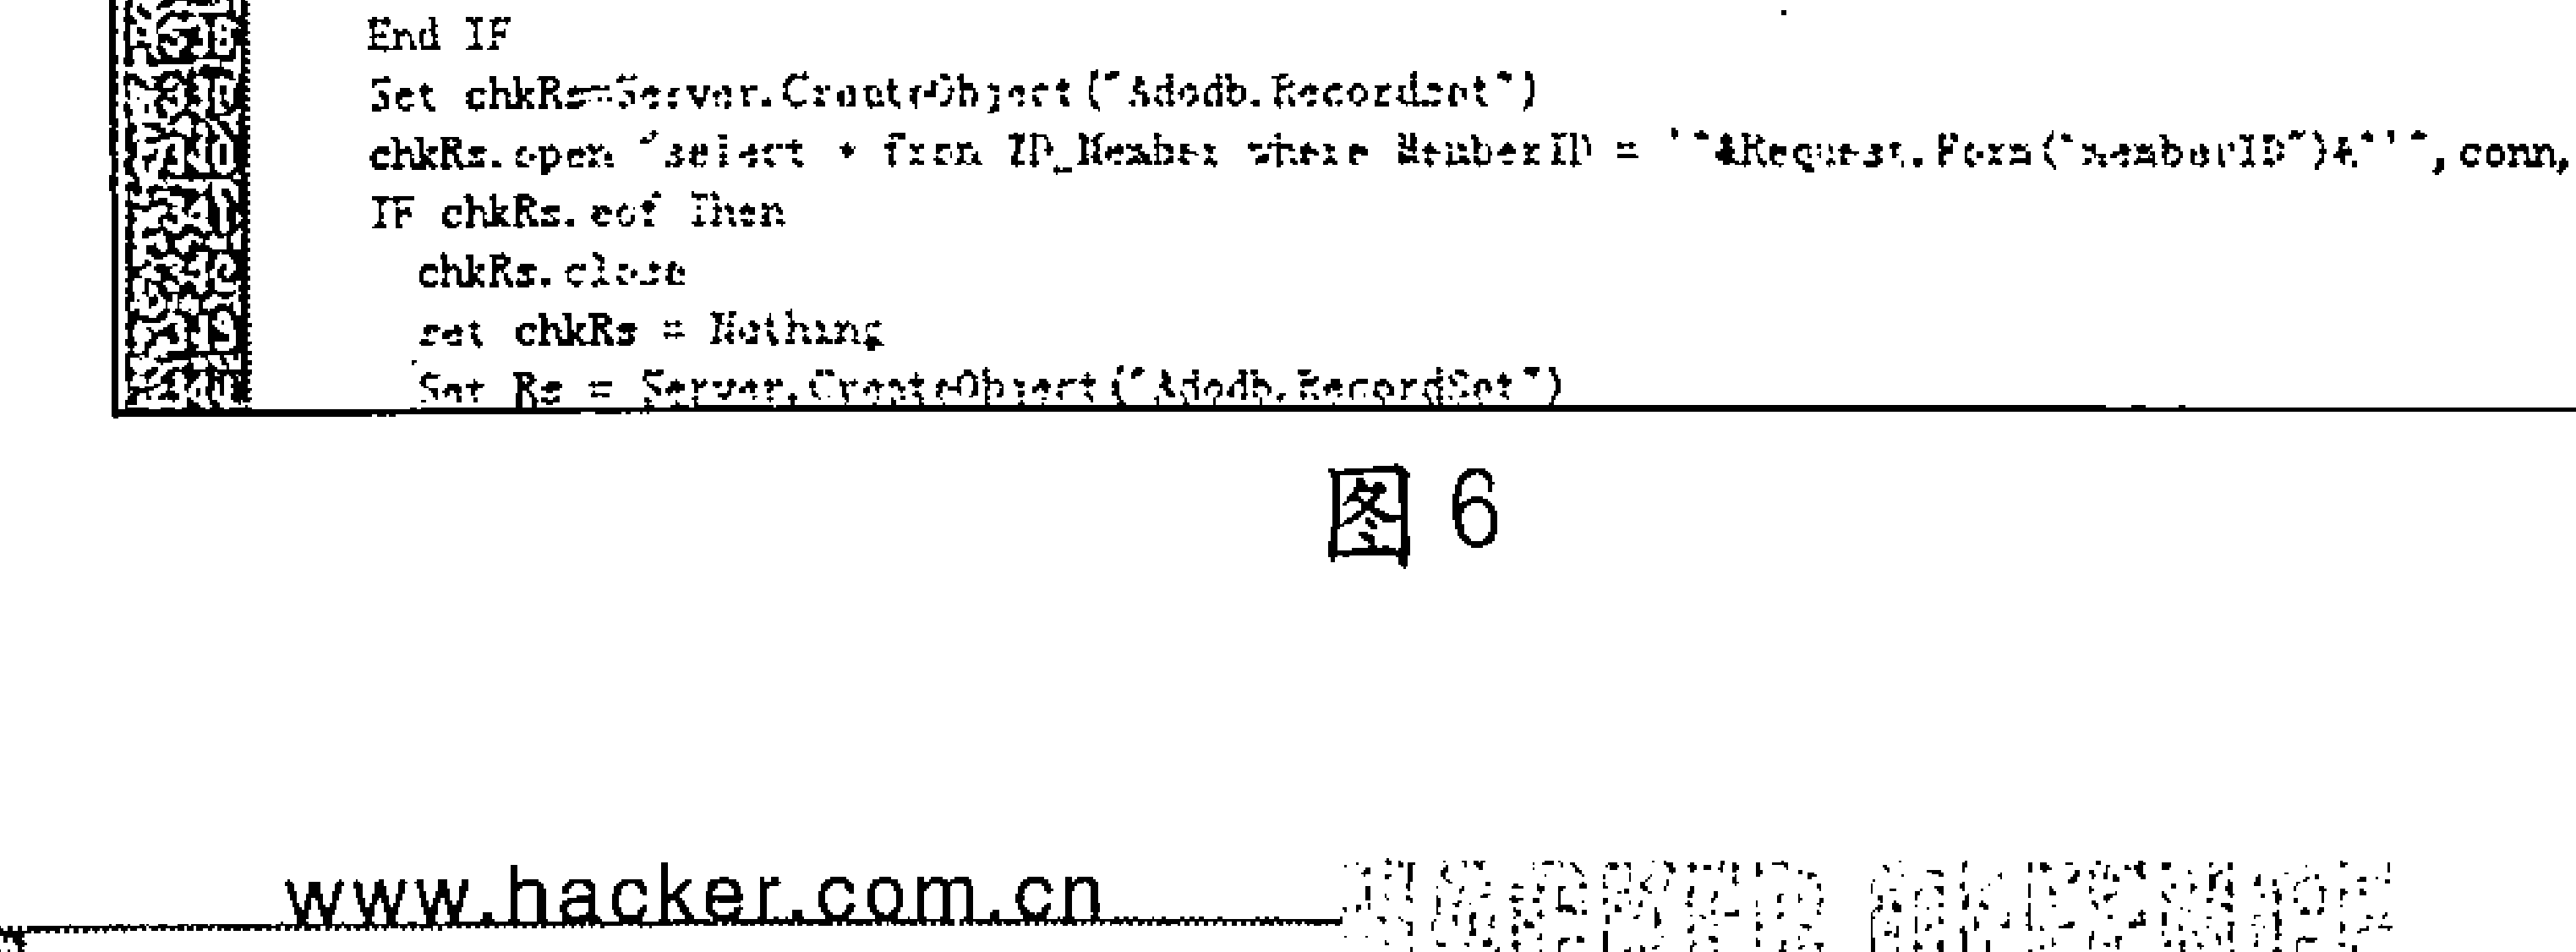 End IF
Set chkRs=Server.CreateObject("Adodb.Recordset")
chkRs.open "select * from ZP_Member where MemberID = '"&Request.Form("memberID")&"'",conn,
IF chkRs.eof Then
chkRs.close
set chkRs = Nothing
Set Rs = Server.CreateObject("Adodb.RecordSet")
图 6
www.hacker.com.cn